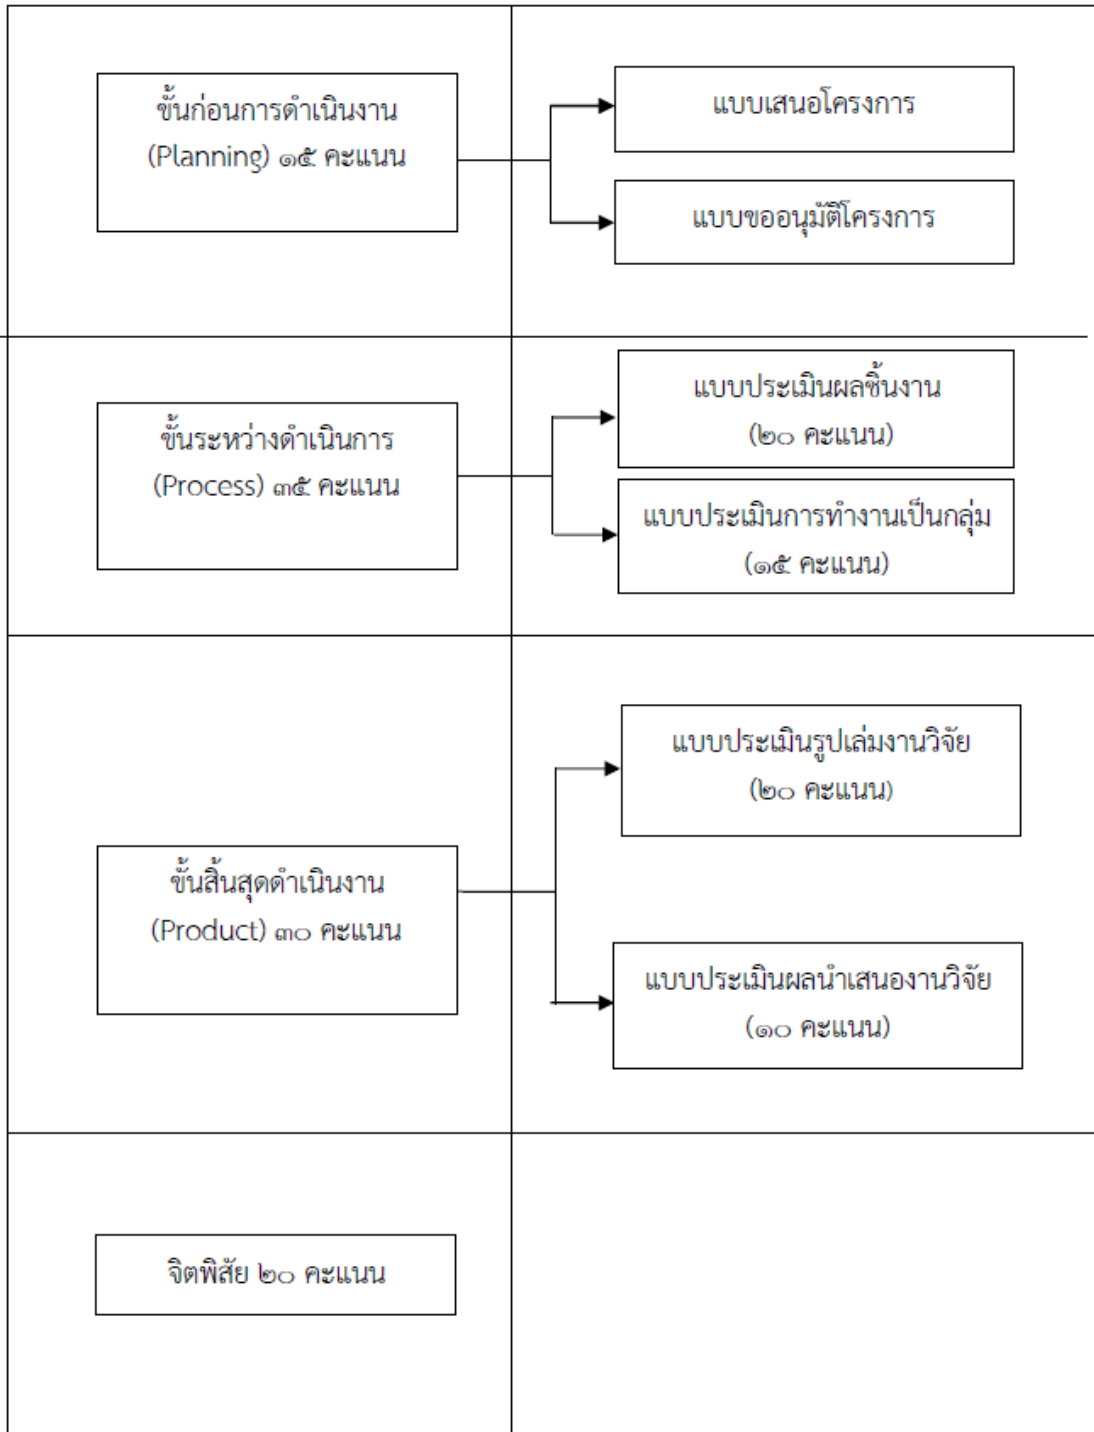 ขั้นก่อนการดำเนินงาน
(Planning) ๑๕ คะแนน
แบบเสนอโครงการ
แบบขออนุมัติโครงการ
ขั้นระหว่างดำเนินการ
(Process) ๓๕ คะแนน
แบบประเมินผลชิ้นงาน
(๒๐ คะแนน)
แบบประเมินการทำงานเป็นกลุ่ม
(๑๕ คะแนน)
ขั้นสิ้นสุดดำเนินงาน
(Product) ๓๐ คะแนน
แบบประเมินรูปเล่มงานวิจัย
(๒๐ คะแนน)
แบบประเมินผลนำเสนองานวิจัย
(๑๐ คะแนน)
จิตพิสัย ๒๐ คะแนน